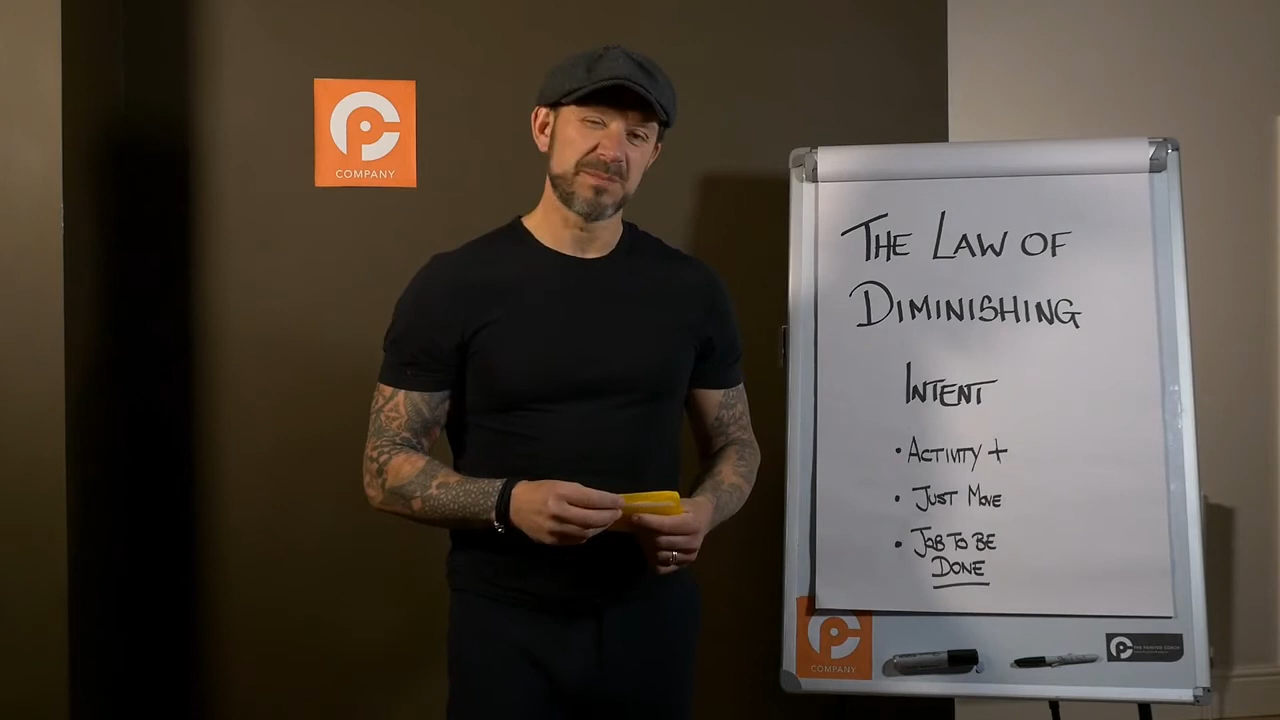 COMPANY
THE LAW OF
DIMINISHING
INTENT
• ACTIVITY +
• JUST MOVE
• JOB TO BE
DONE
COMPANY